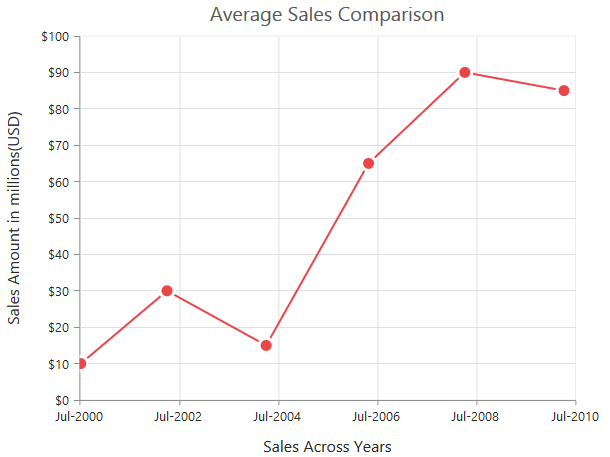 Average Sales Comparison
$100
$90
$80
$70
$60
$50
$40
$30
$20
$10
$0
Sales Amount in millions(USD)
Jul-2000 Jul-2002 Jul-2004 Jul-2006 Jul-2008 Jul-2010
Sales Across Years